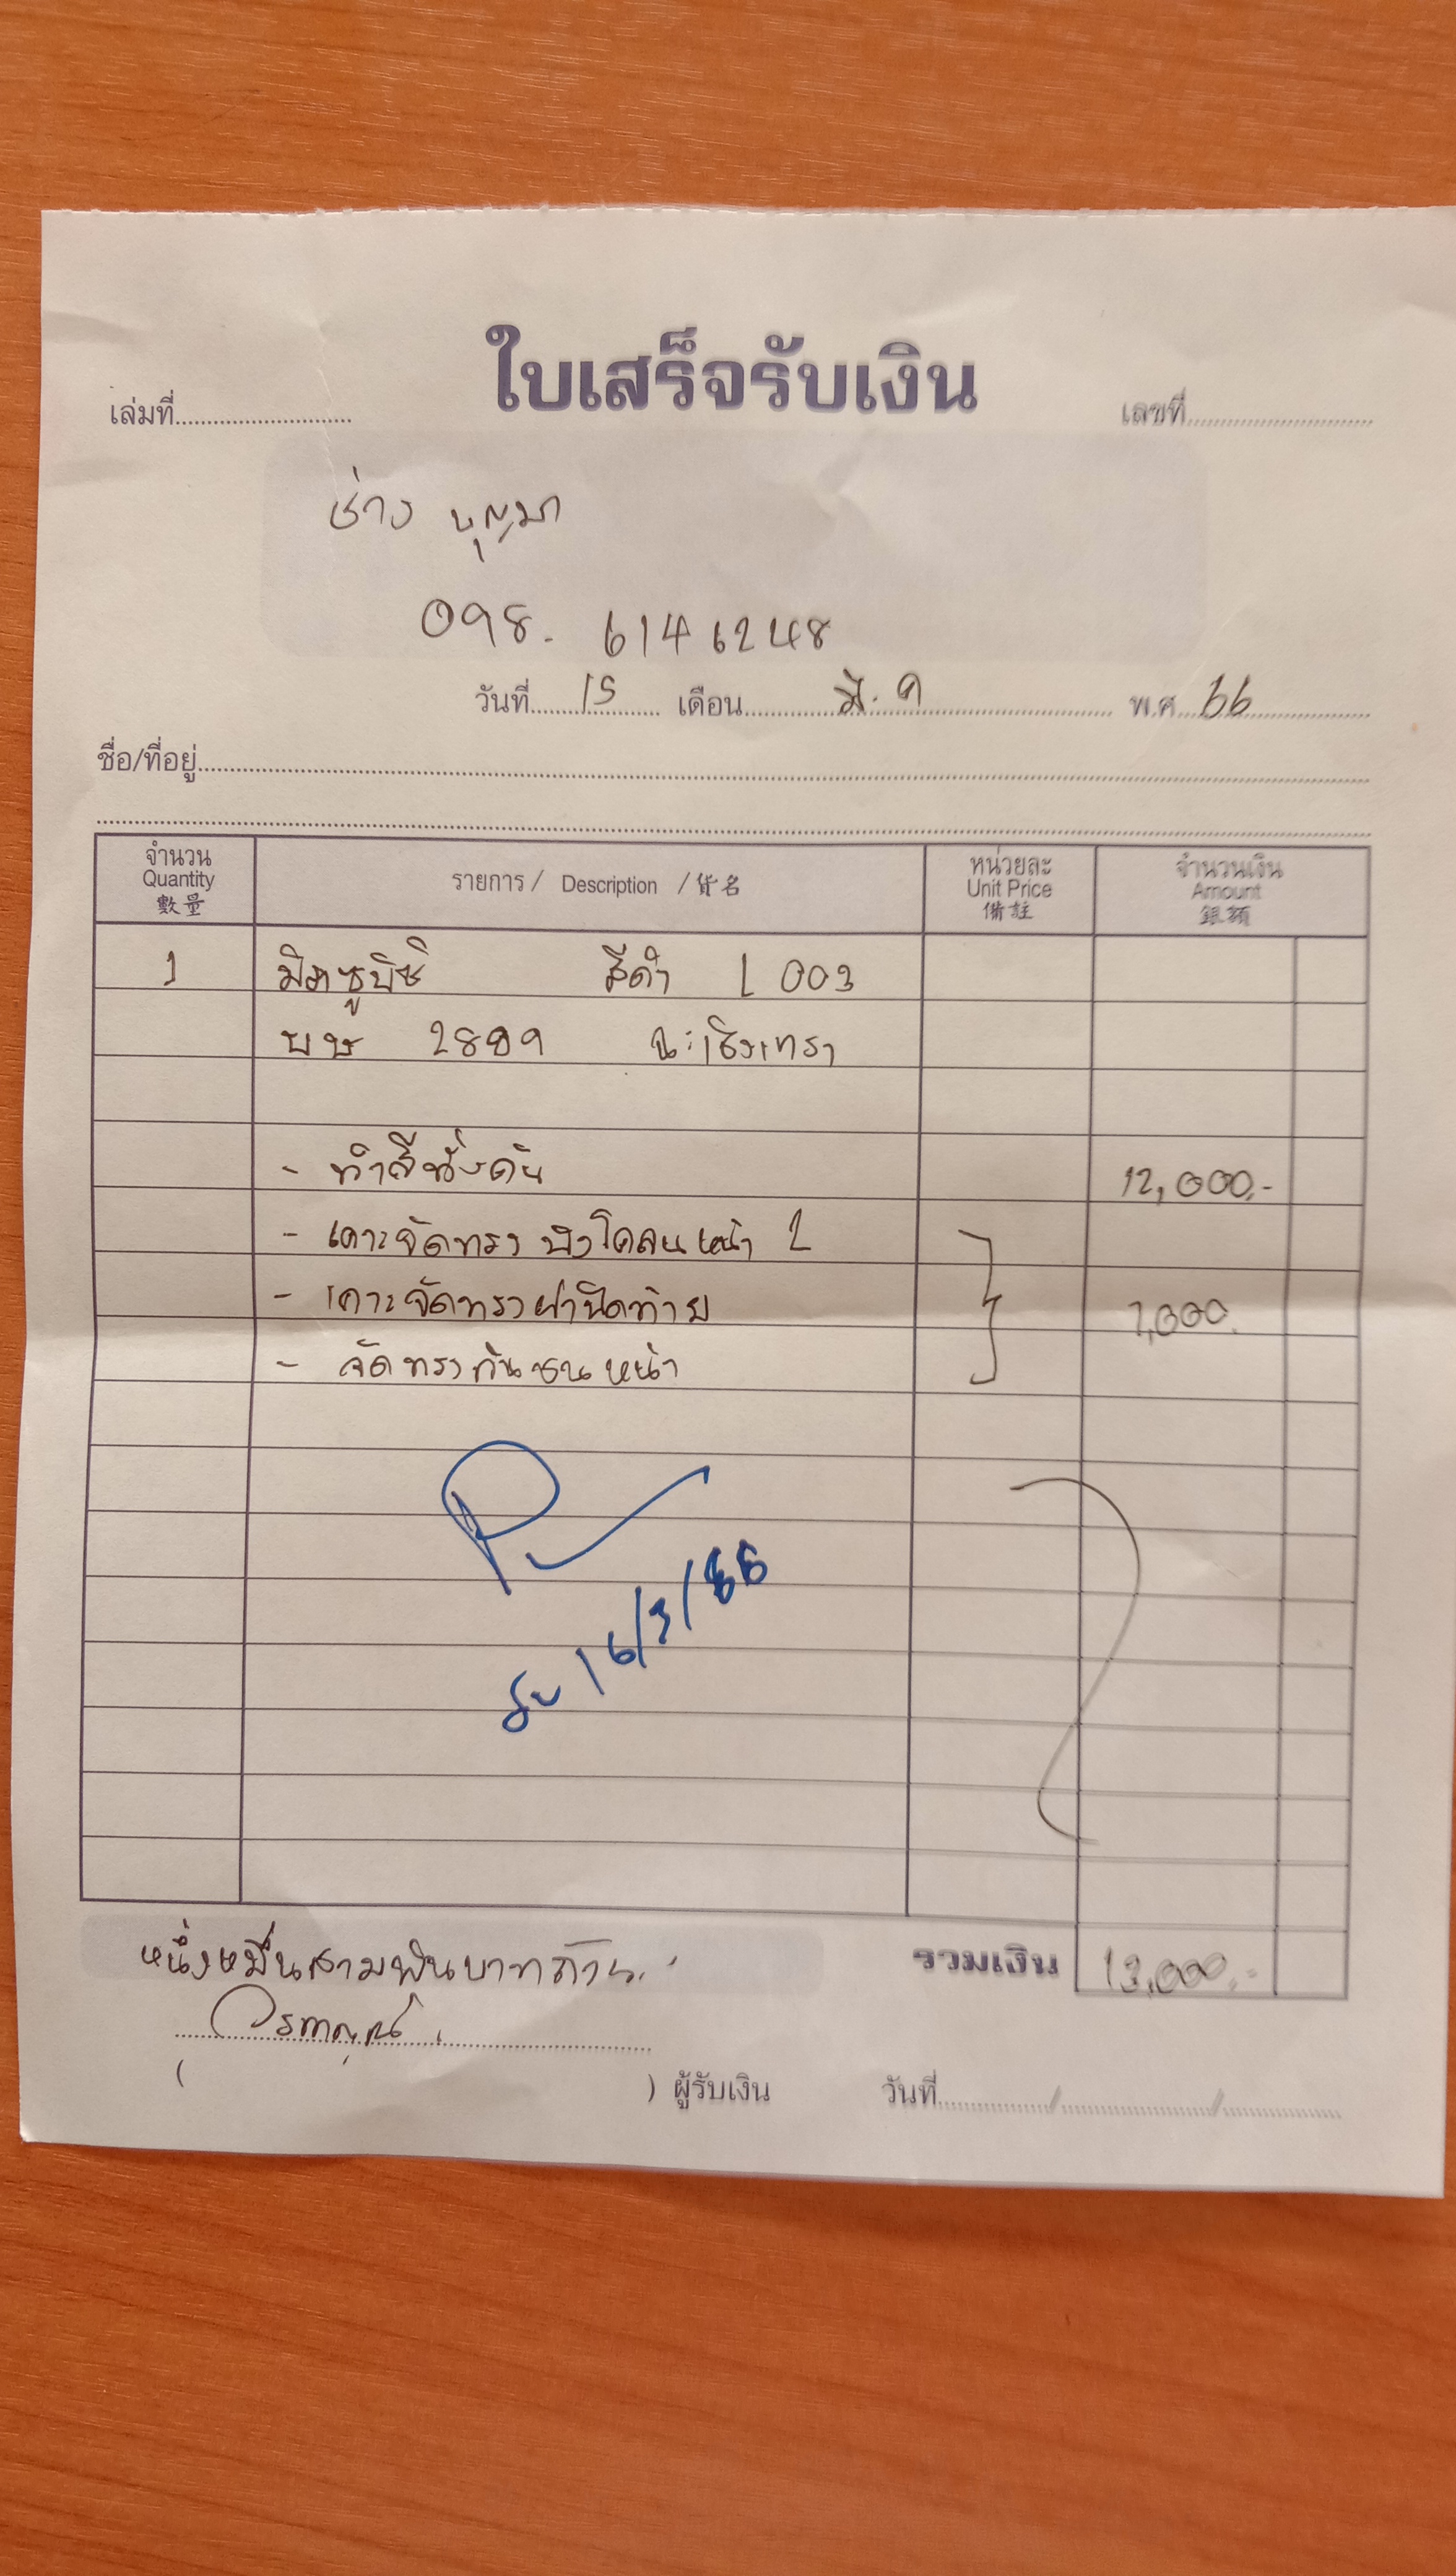 ใบเสร็จรับเงิน
เล่มที่ เลขที่
ช่าง บุญมา
098. 6146248
วันที่ 15 เดือน มี.ค พ.ศ 66
ชื่อ/ที่อยู่
จำนวน Quantity 數量 รายการ / Description / 貨名 หน่วยละ Unit Price 備註 จำนวนเงิน Amount 銀額
1 มิตซูบิชิ สีดำ L 003
บษ 2899 ฉะเชิงเทรา
- ทำสีทั้งคัน 12,000.-
- เคาะจัดทรง บังโคลนหน้า L
- เคาะจัดทรงฝาปิดท้าย 1,000.
- จัดทรงกันชนหน้า
รับ 16/3/66
หนึ่งหมื่นสามพันบาทถ้วน. รวมเงิน 13,000.-
( ) ผู้รับเงิน วันที่ / /